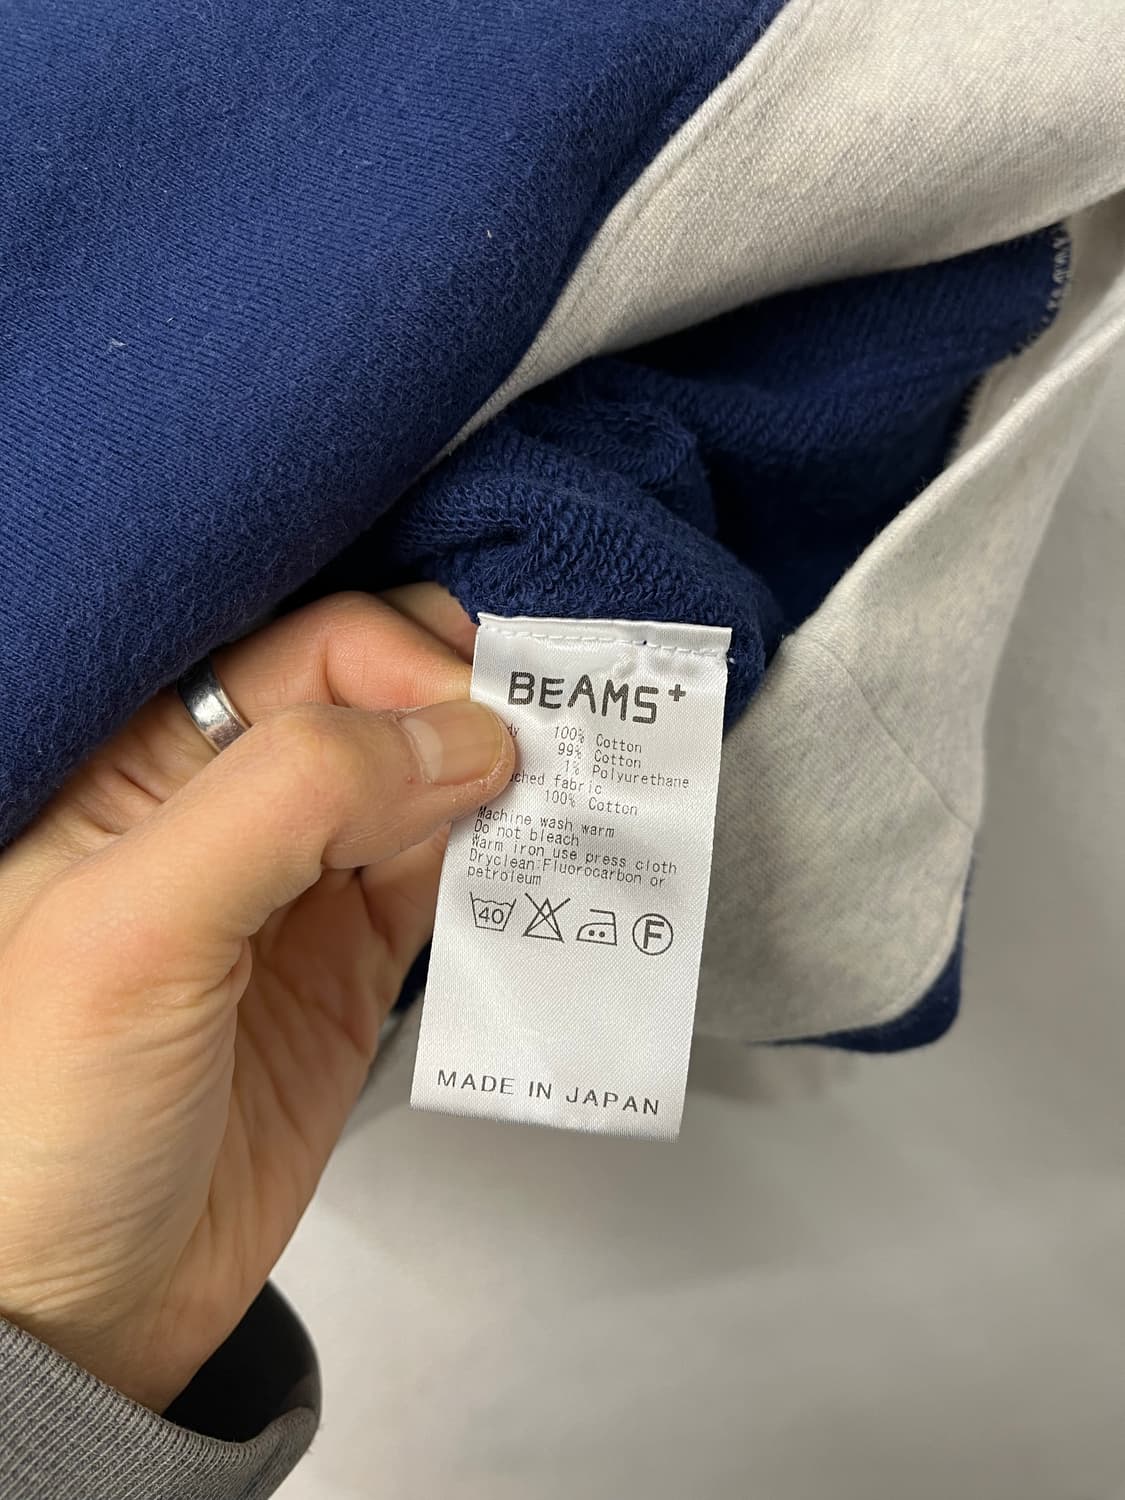 BEAMS+
100% Cotton
99% Cotton
1% Polyurethane
fabric
100% Cotton
Machine wash warm
Do not bleach
Warm iron use press cloth
Dryclean:Fluorocarbon or
petroleum
40 F
MADE IN JAPAN